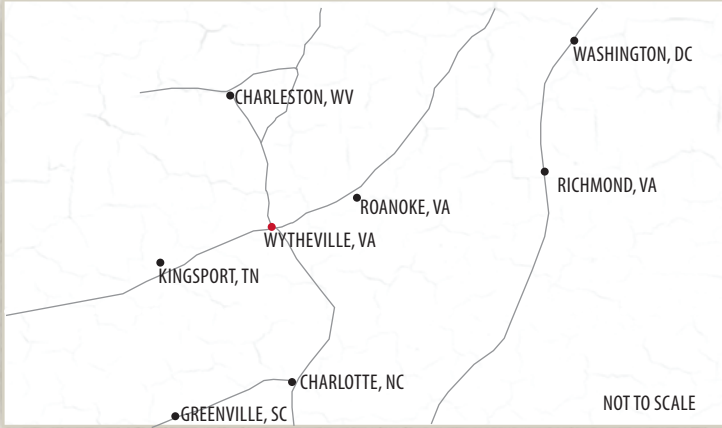 WASHINGTON, DC
CHARLESTON, WV
RICHMOND, VA
ROANOKE, VA
WYTHEVILLE, VA
KINGSPORT, TN
CHARLOTTE, NC
NOT TO SCALE
GREENVILLE, SC